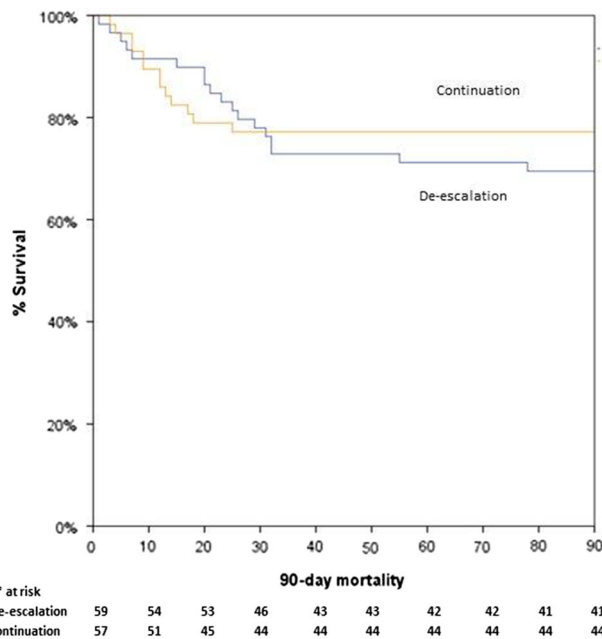 100%
80%
60%
40%
20%
0%
% Survival
Continuation
De-escalation
0 10 20 30 40 50 60 70 80 90
90-day mortality
at risk
e-escalation 59 54 53 46 43 43 42 42 41 41
ontinuation 57 51 45 44 44 44 44 44 44 44